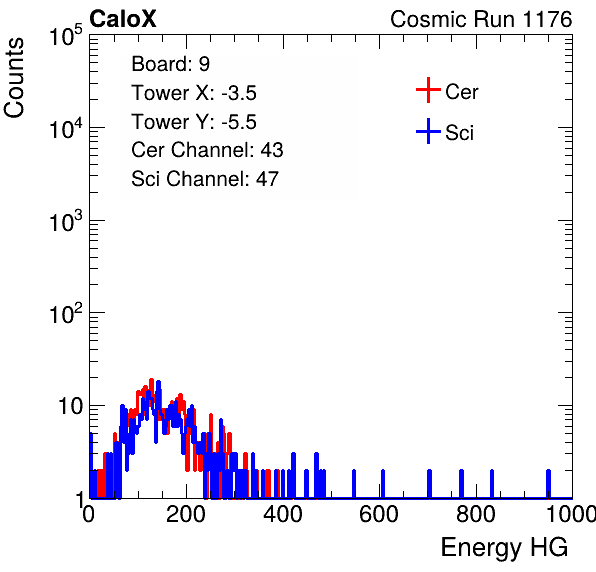 CaloX Cosmic Run 1176
Counts
10^5
10^4
10^3
10^2
10
1
Board: 9
Tower X: -3.5
Tower Y: -5.5
Cer Channel: 43
Sci Channel: 47
Cer
Sci
0 200 400 600 800 1000
Energy HG